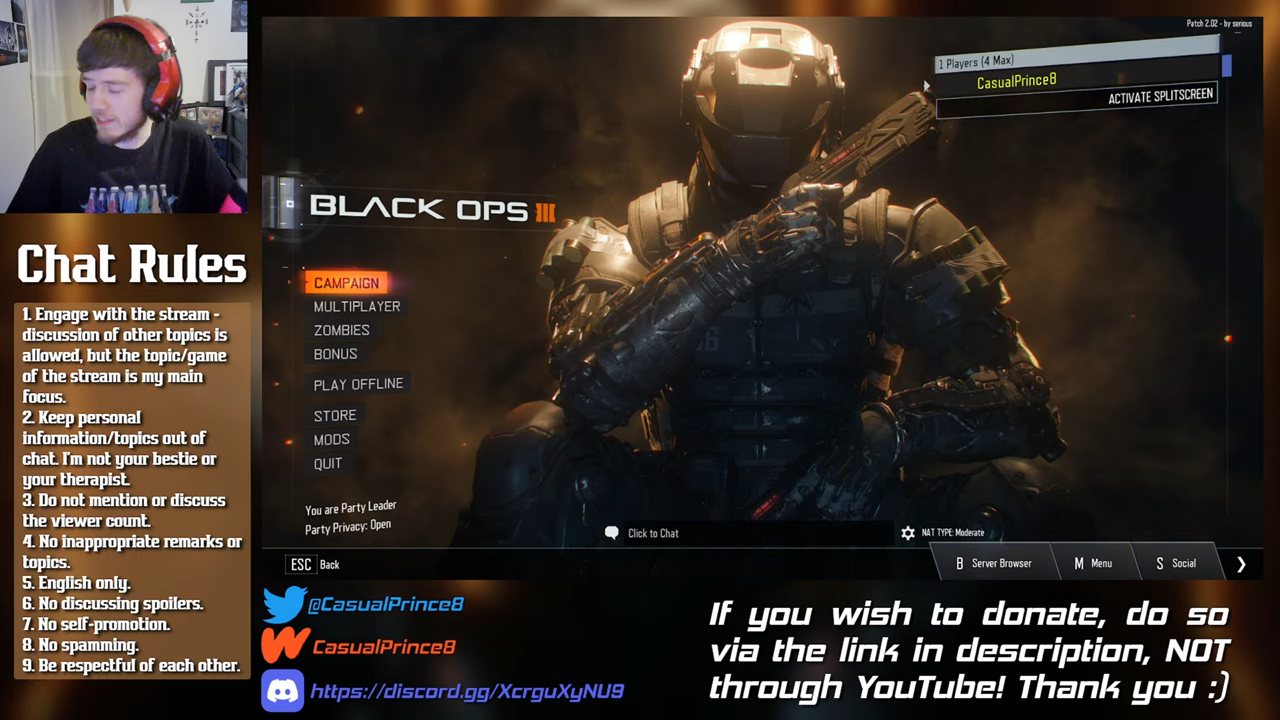 Patch 2.02 - by serious
1 Players (4 Max)
CasualPrince8
ACTIVATE SPLITSCREEN
BLACK OPS III
CAMPAIGN
MULTIPLAYER
ZOMBIES
BONUS
PLAY OFFLINE
STORE
MODS
QUIT
You are Party Leader
Party Privacy: Open
Click to Chat
NAT TYPE: Moderate
ESC Back
B Server Browser
M Menu
S Social
Chat Rules
1. Engage with the stream -
discussion of other topics is
allowed, but the topic/game
of the stream is my main
focus.
2. Keep personal
information/topics out of
chat. I'm not your bestie or
your therapist.
3. Do not mention or discuss
the viewer count.
4. No inappropriate remarks or
topics.
5. English only.
6. No discussing spoilers.
7. No self-promotion.
8. No spamming.
9. Be respectful of each other.
@CasualPrince8
CasualPrince8
https://discord.gg/XcrguXyNU9
If you wish to donate, do so
via the link in description, NOT
through YouTube! Thank you :)